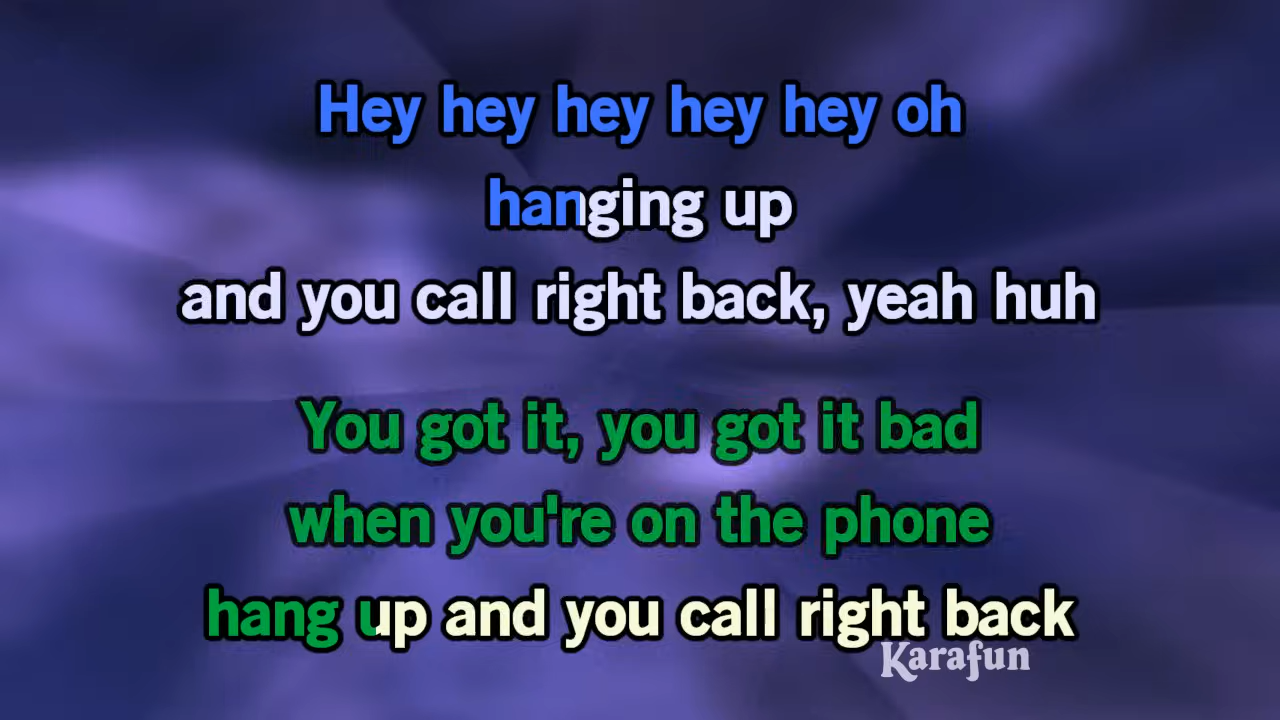 Hey hey hey hey hey oh
hanging up
and you call right back, yeah huh
You got it, you got it bad
when you're on the phone
hang up and you call right back
Karafun